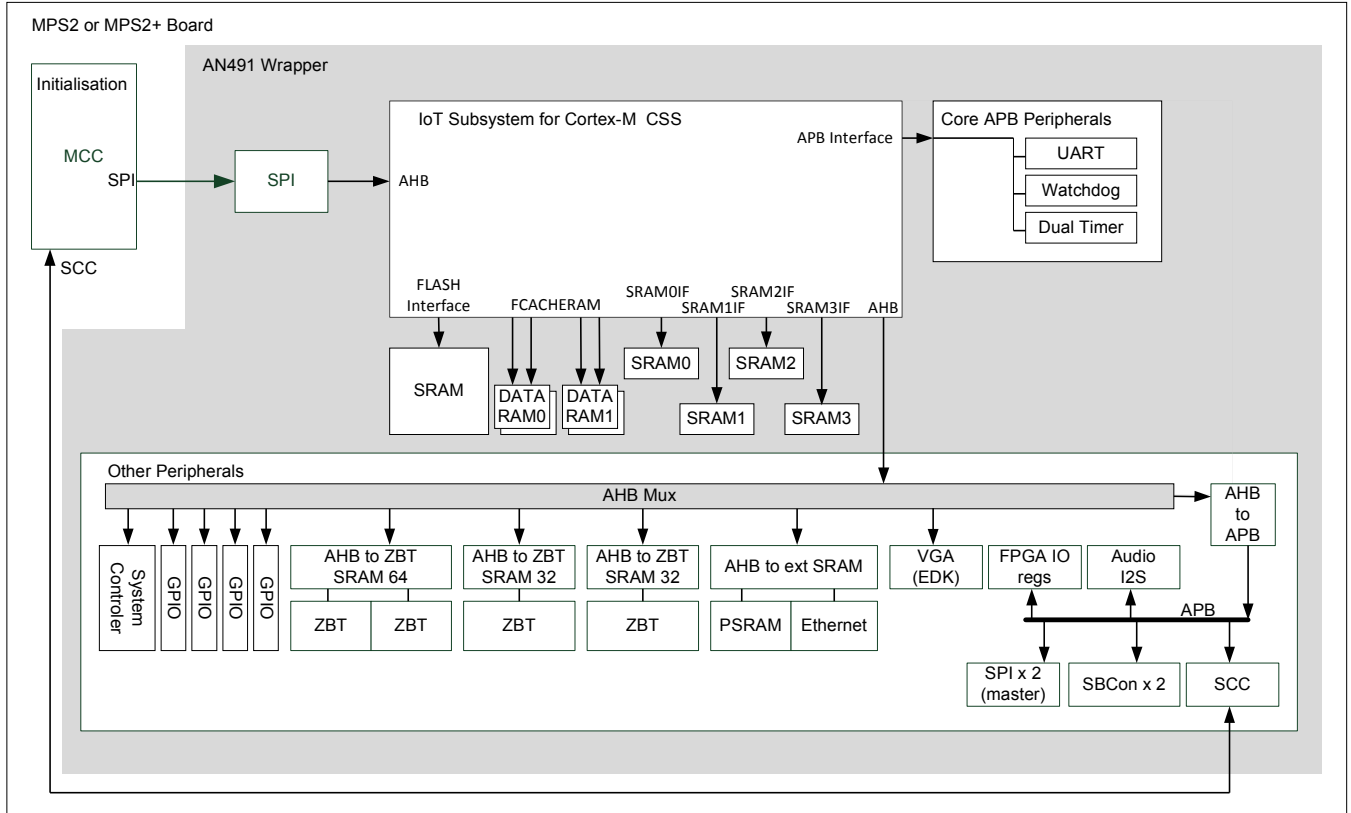 MPS2 or MPS2+ Board
AN491 Wrapper
Initialisation
MCC
SPI
SCC
SPI
IoT Subsystem for Cortex-M CSS
APB Interface
AHB
FLASH
Interface
FCACHERAM
SRAM0IF
SRAM1IF
SRAM2IF
SRAM3IF
AHB
Core APB Peripherals
UART
Watchdog
Dual Timer
SRAM
DATA
RAM0
DATA
RAM1
SRAM0
SRAM1
SRAM2
SRAM3
Other Peripherals
AHB Mux
AHB
to
APB
System
Controler
GPIO
GPIO
GPIO
GPIO
AHB to ZBT
SRAM 64
ZBT
ZBT
AHB to ZBT
SRAM 32
ZBT
AHB to ZBT
SRAM 32
ZBT
AHB to ext SRAM
PSRAM
Ethernet
VGA
(EDK)
FPGA IO
regs
Audio
I2S
APB
SPI x 2
(master)
SBCon x 2
SCC